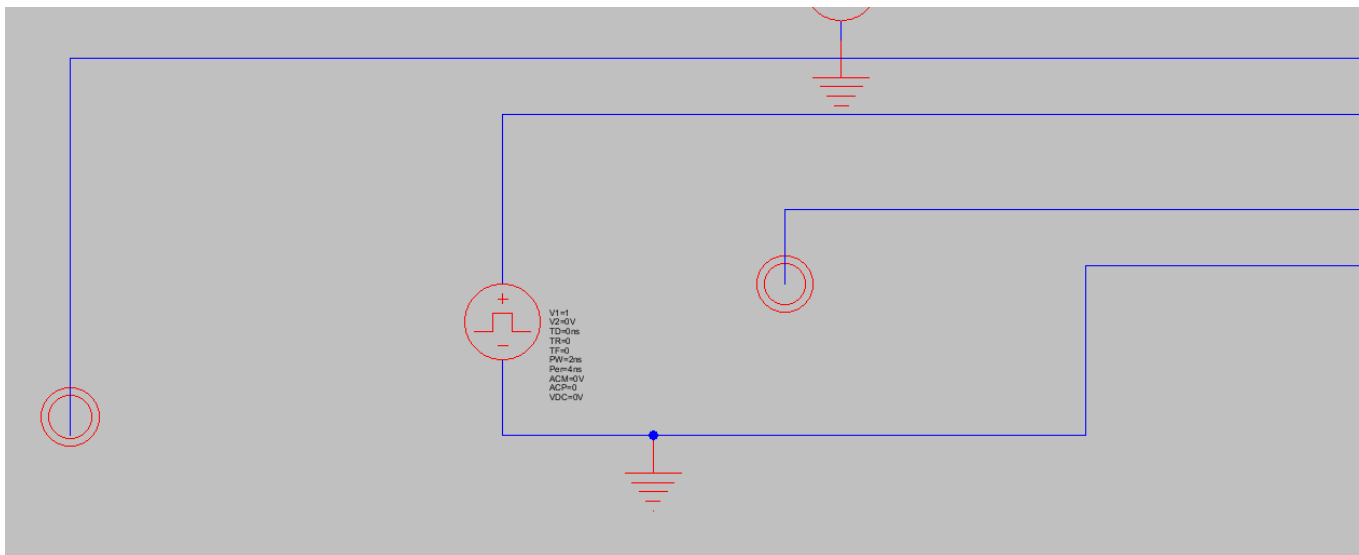 V1=1
V2=0V
TD=0ns
TR=0
TF=0
PW=2ns
Per=4ns
ACM=0V
ACP=0
VDC=0V